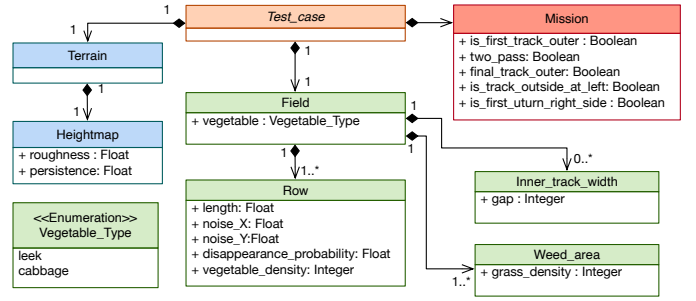 Test_case
1
1
1
1
Terrain
1
1
Heightmap
+ roughness : Float
+ persistence: Float
Mission
+ is_first_track_outer : Boolean
+ two_pass: Boolean
+ final_track_outer: Boolean
+ is_track_outside_at_left: Boolean
+ is_first_uturn_right_side : Boolean
Field
+ vegetable : Vegetable_Type
1
1
1
1..*
0..*
1..*
Row
+ length: Float
+ noise_X: Float
+ noise_Y:Float
+ disappearance_probability: Float
+ vegetable_density: Integer
Inner_track_width
+ gap : Integer
Weed_area
+ grass_density : Integer
<<Enumeration>>
Vegetable_Type
leek
cabbage